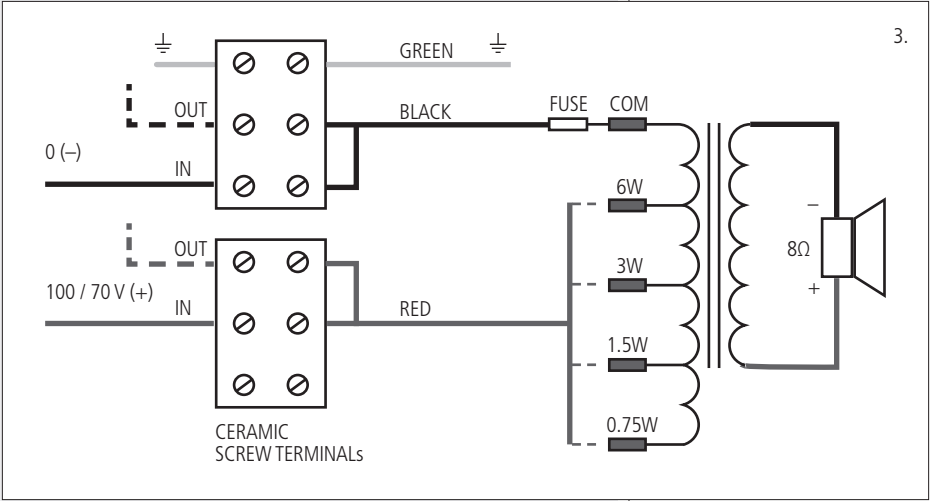 3.
GREEN
OUT
BLACK
FUSE
COM
0 (–)
IN
6W
–
8Ω
+
OUT
3W
100 / 70 V (+)
IN
RED
1.5W
0.75W
CERAMIC
SCREW TERMINALs